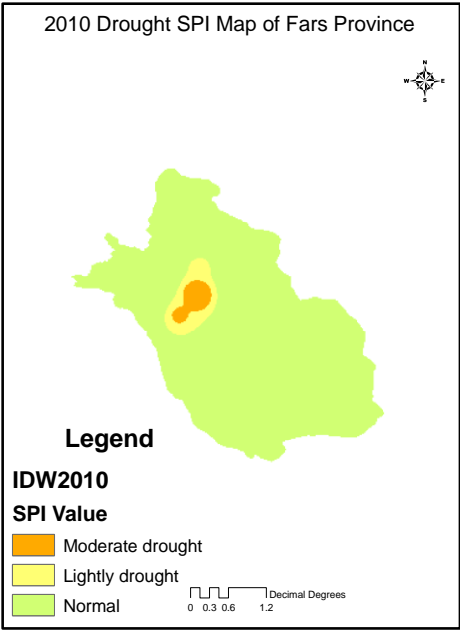 2010 Drought SPI Map of Fars Province
N
W E
S
Legend
IDW2010
SPI Value
Moderate drought
Lightly drought
Normal
Decimal Degrees
0 0.3 0.6 1.2